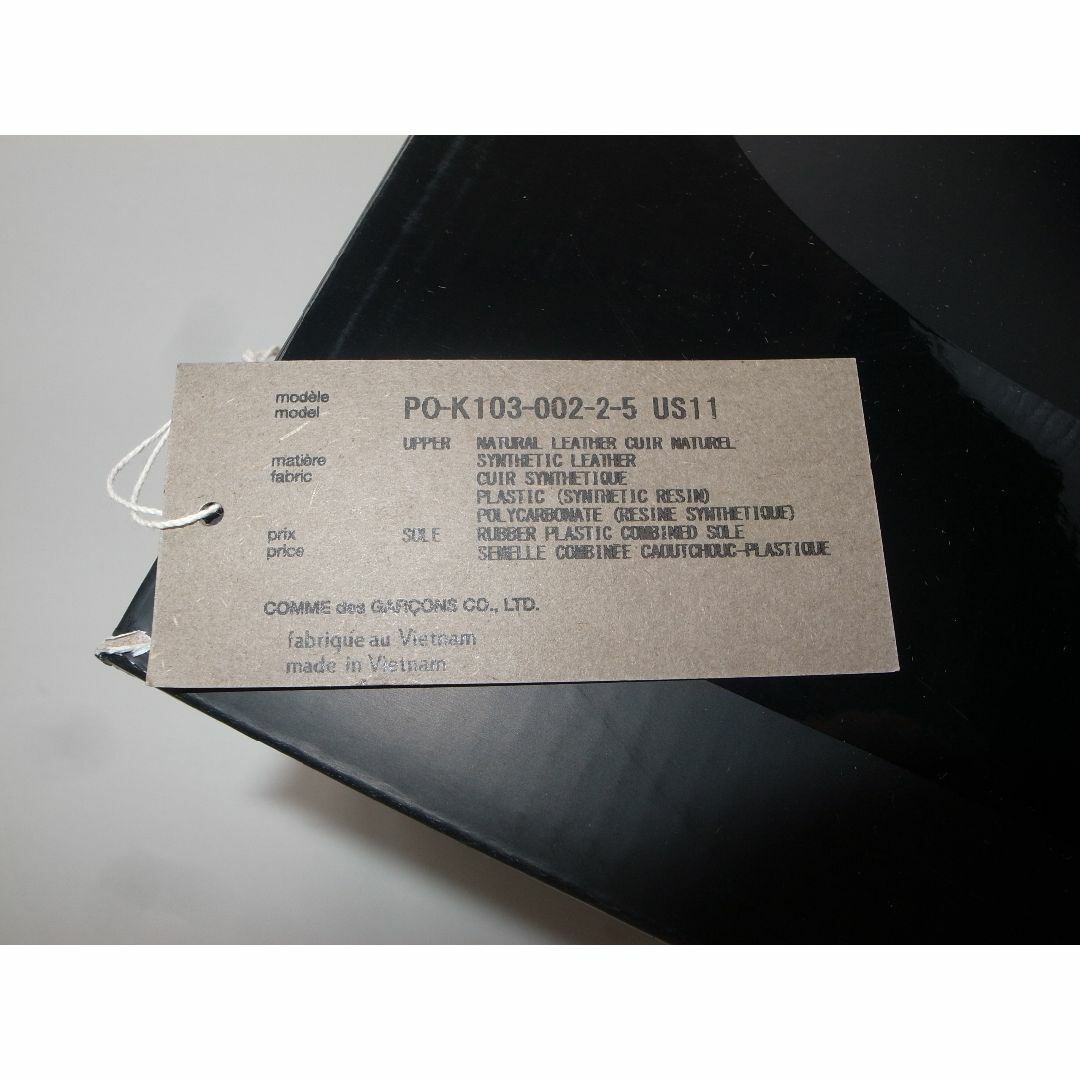 modèle
model PO-K103-002-2-5 US11
UPPER NATURAL LEATHER CUIR NATUREL
matière SYNTHETIC LEATHER
fabric CUIR SYNTHETIQUE
PLASTIC (SYNTHETIC RESIN)
POLYCARBONATE (RESINE SYNTHETIQUE)
prix SOLE RUBBER PLASTIC COMBINED SOLE
price SEMELLE COMBINÉE CAOUTCHOUC-PLASTIQUE
COMME des GARÇONS CO., LTD.
fabriqué au Vietnam
made in Vietnam